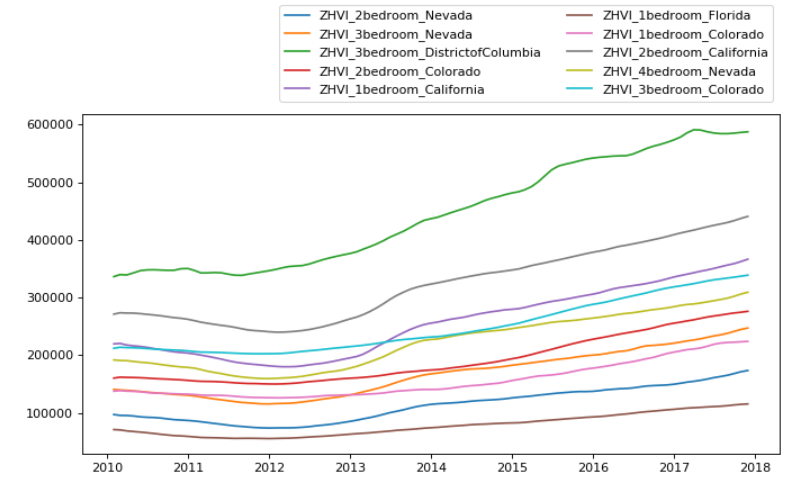 ZHVI_2bedroom_Nevada
ZHVI_3bedroom_Nevada
ZHVI_3bedroom_DistrictofColumbia
ZHVI_2bedroom_Colorado
ZHVI_1bedroom_California
ZHVI_1bedroom_Florida
ZHVI_1bedroom_Colorado
ZHVI_2bedroom_California
ZHVI_4bedroom_Nevada
ZHVI_3bedroom_Colorado
600000
500000
400000
300000
200000
100000
2010 2011 2012 2013 2014 2015 2016 2017 2018